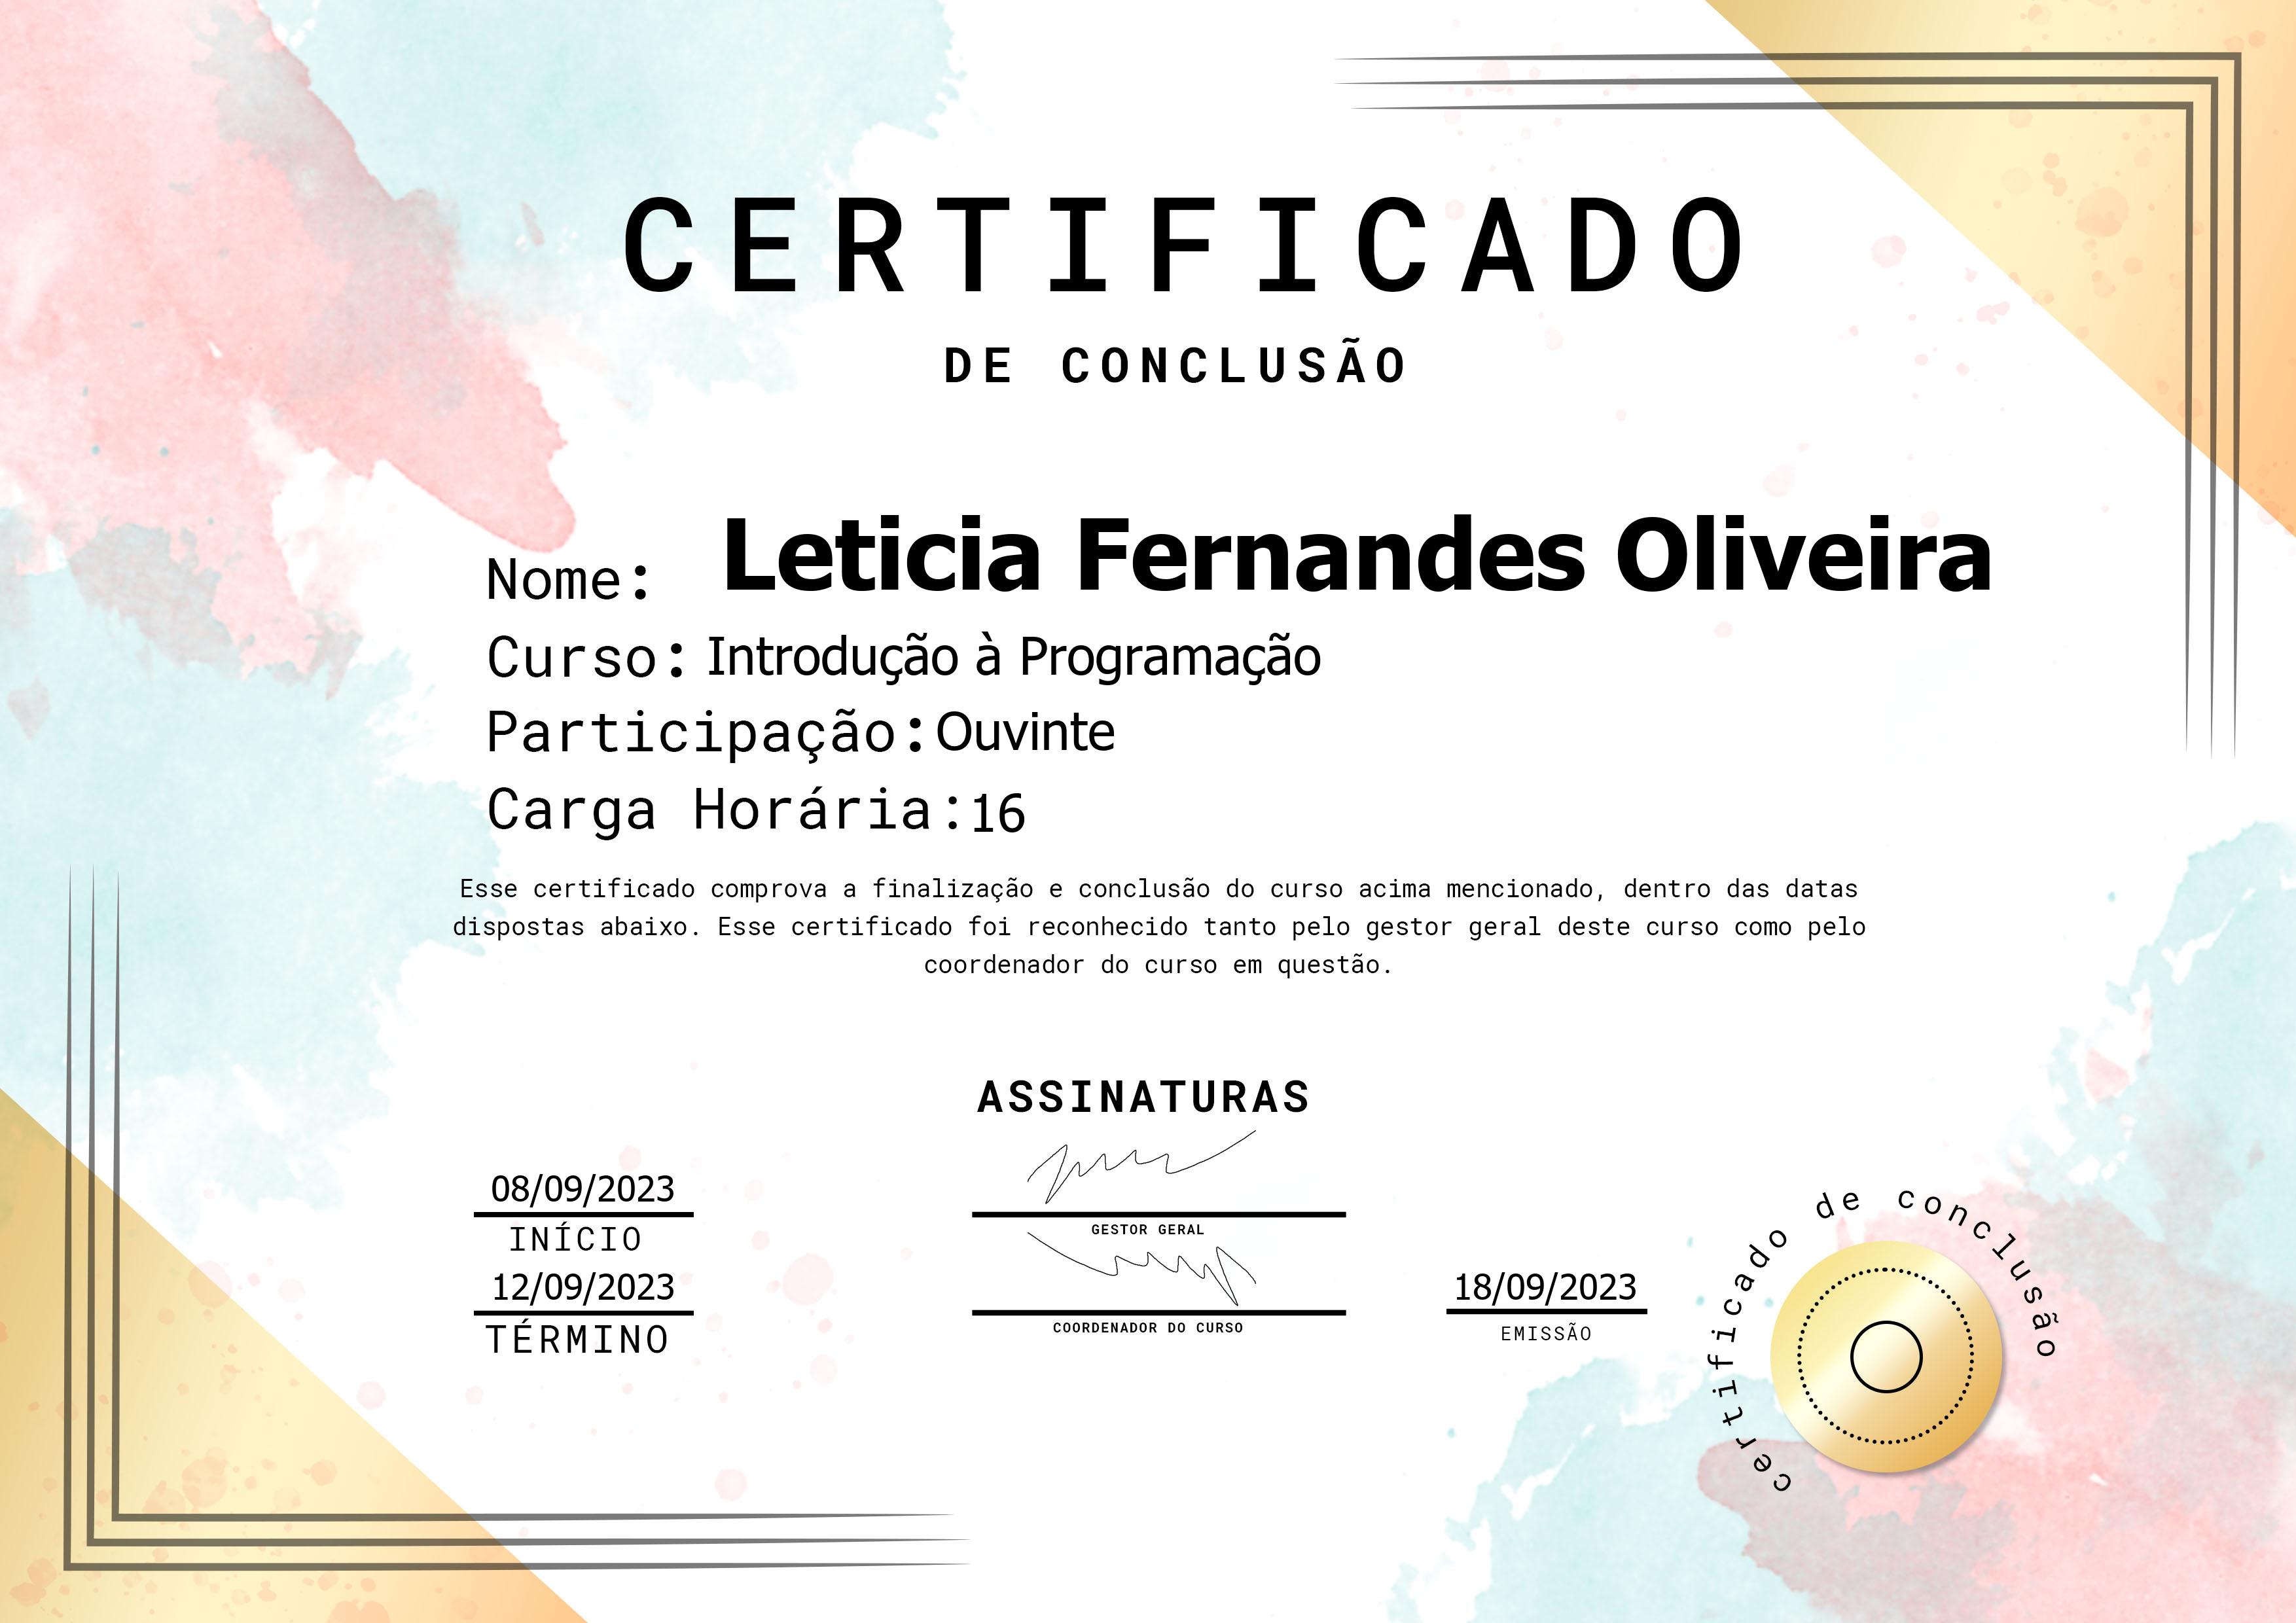 CERTIFICADO
DE CONCLUSÃO
Nome: Leticia Fernandes Oliveira
Curso: Introdução à Programação
Participação: Ouvinte
Carga Horária: 16
Esse certificado comprova a finalização e conclusão do curso acima mencionado, dentro das datas
dispostas abaixo. Esse certificado foi reconhecido tanto pelo gestor geral deste curso como pelo
coordenador do curso em questão.
ASSINATURAS
08/09/2023
INÍCIO
12/09/2023
TÉRMINO
GESTOR GERAL
COORDENADOR DO CURSO
18/09/2023
EMISSÃO
certificado de conclusão